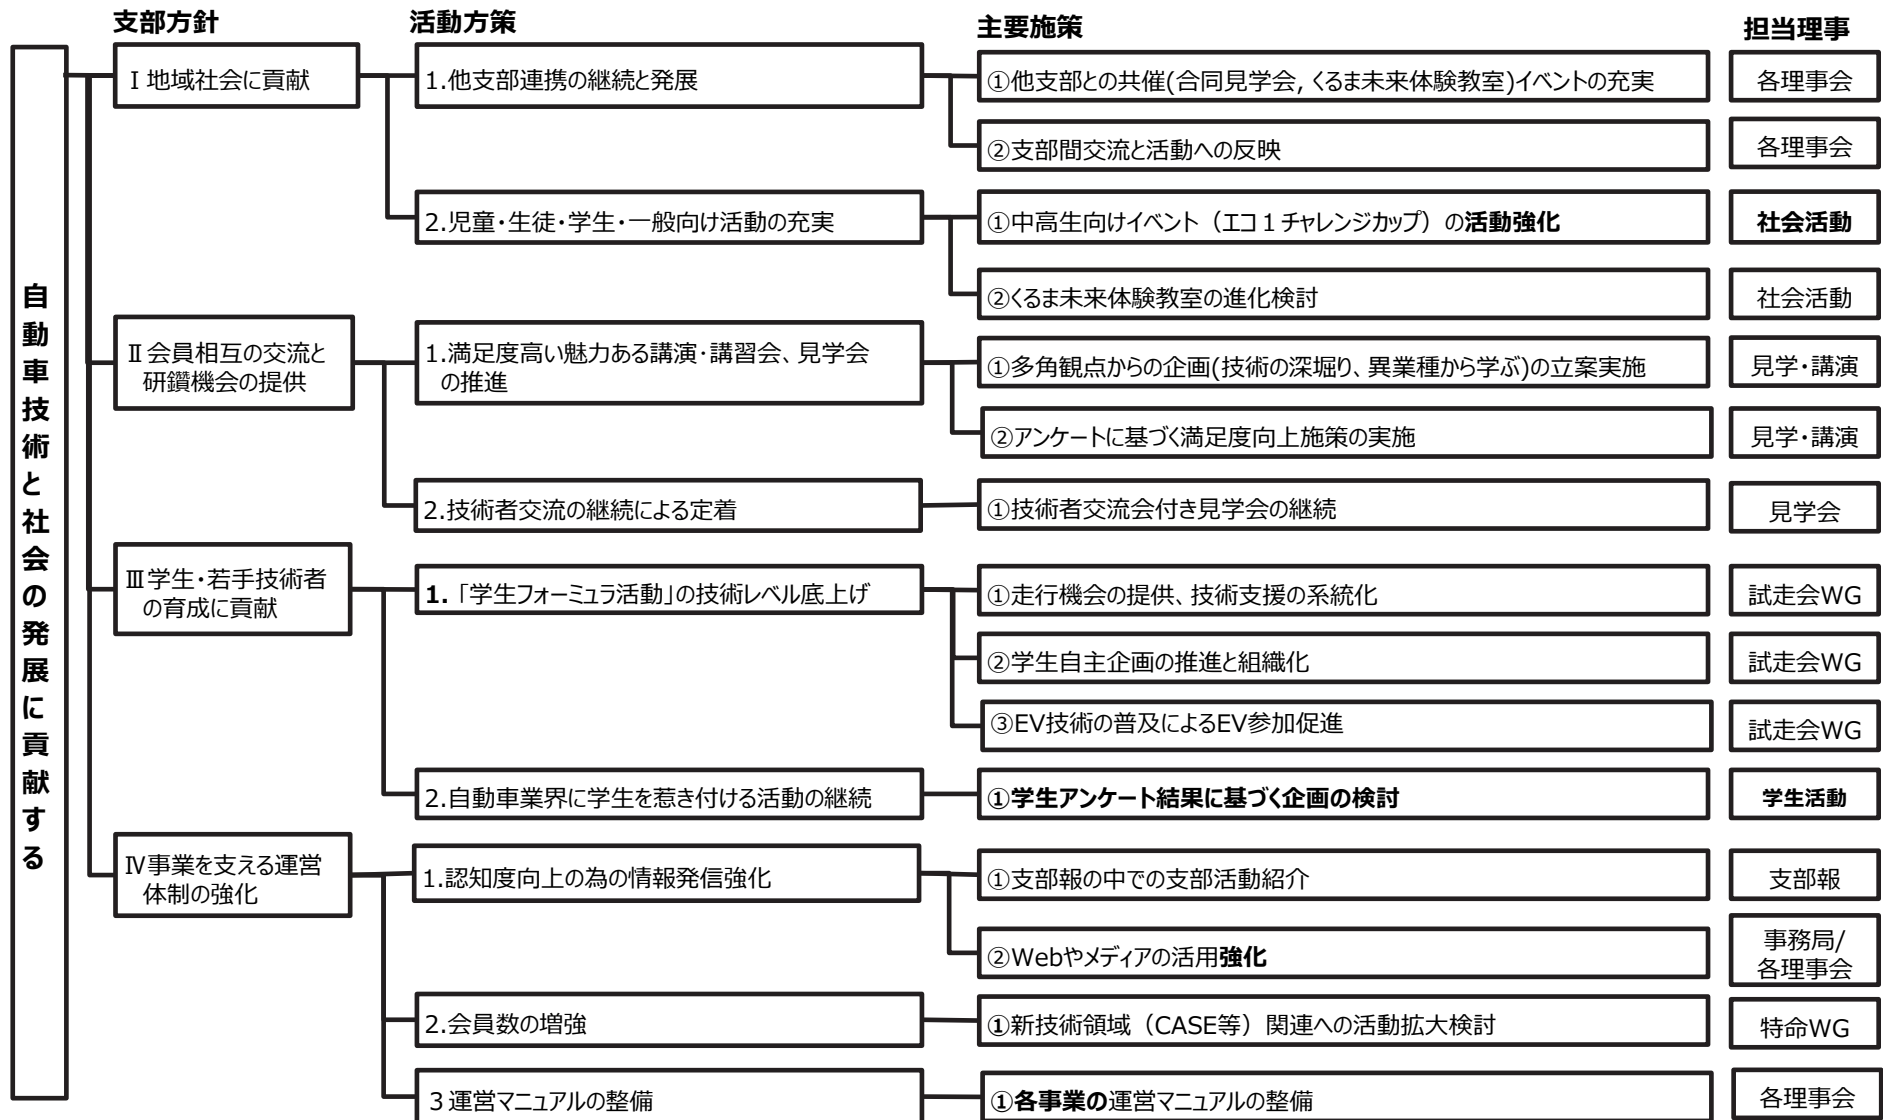 支部方針
活動方策
主要施策
担当理事
自動車技術と社会の発展に貢献する
Ⅰ 地域社会に貢献
1.他支部連携の継続と発展
①他支部との共催(合同見学会, くるま未来体験教室)イベントの充実
各理事会
②支部間交流と活動への反映
各理事会
2.児童・生徒・学生・一般向け活動の充実
①中高生向けイベント（エコ１チャレンジカップ）の活動強化
社会活動
②くるま未来体験教室の進化検討
社会活動
Ⅱ 会員相互の交流と
研鑽機会の提供
1.満足度高い魅力ある講演・講習会、見学会
の推進
①多角観点からの企画(技術の深堀り、異業種から学ぶ)の立案実施
見学・講演
②アンケートに基づく満足度向上施策の実施
見学・講演
2.技術者交流の継続による定着
①技術者交流会付き見学会の継続
見学会
Ⅲ学生・若手技術者
の育成に貢献
1.「学生フォーミュラ活動」の技術レベル底上げ
①走行機会の提供、技術支援の系統化
試走会WG
②学生自主企画の推進と組織化
試走会WG
③EV技術の普及によるEV参加促進
試走会WG
2.自動車業界に学生を惹き付ける活動の継続
①学生アンケート結果に基づく企画の検討
学生活動
Ⅳ事業を支える運営
体制の強化
1.認知度向上の為の情報発信強化
①支部報の中での支部活動紹介
支部報
②Webやメディアの活用強化
事務局/
各理事会
2.会員数の増強
①新技術領域（CASE等）関連への活動拡大検討
特命WG
３運営マニュアルの整備
①各事業の運営マニュアルの整備
各理事会